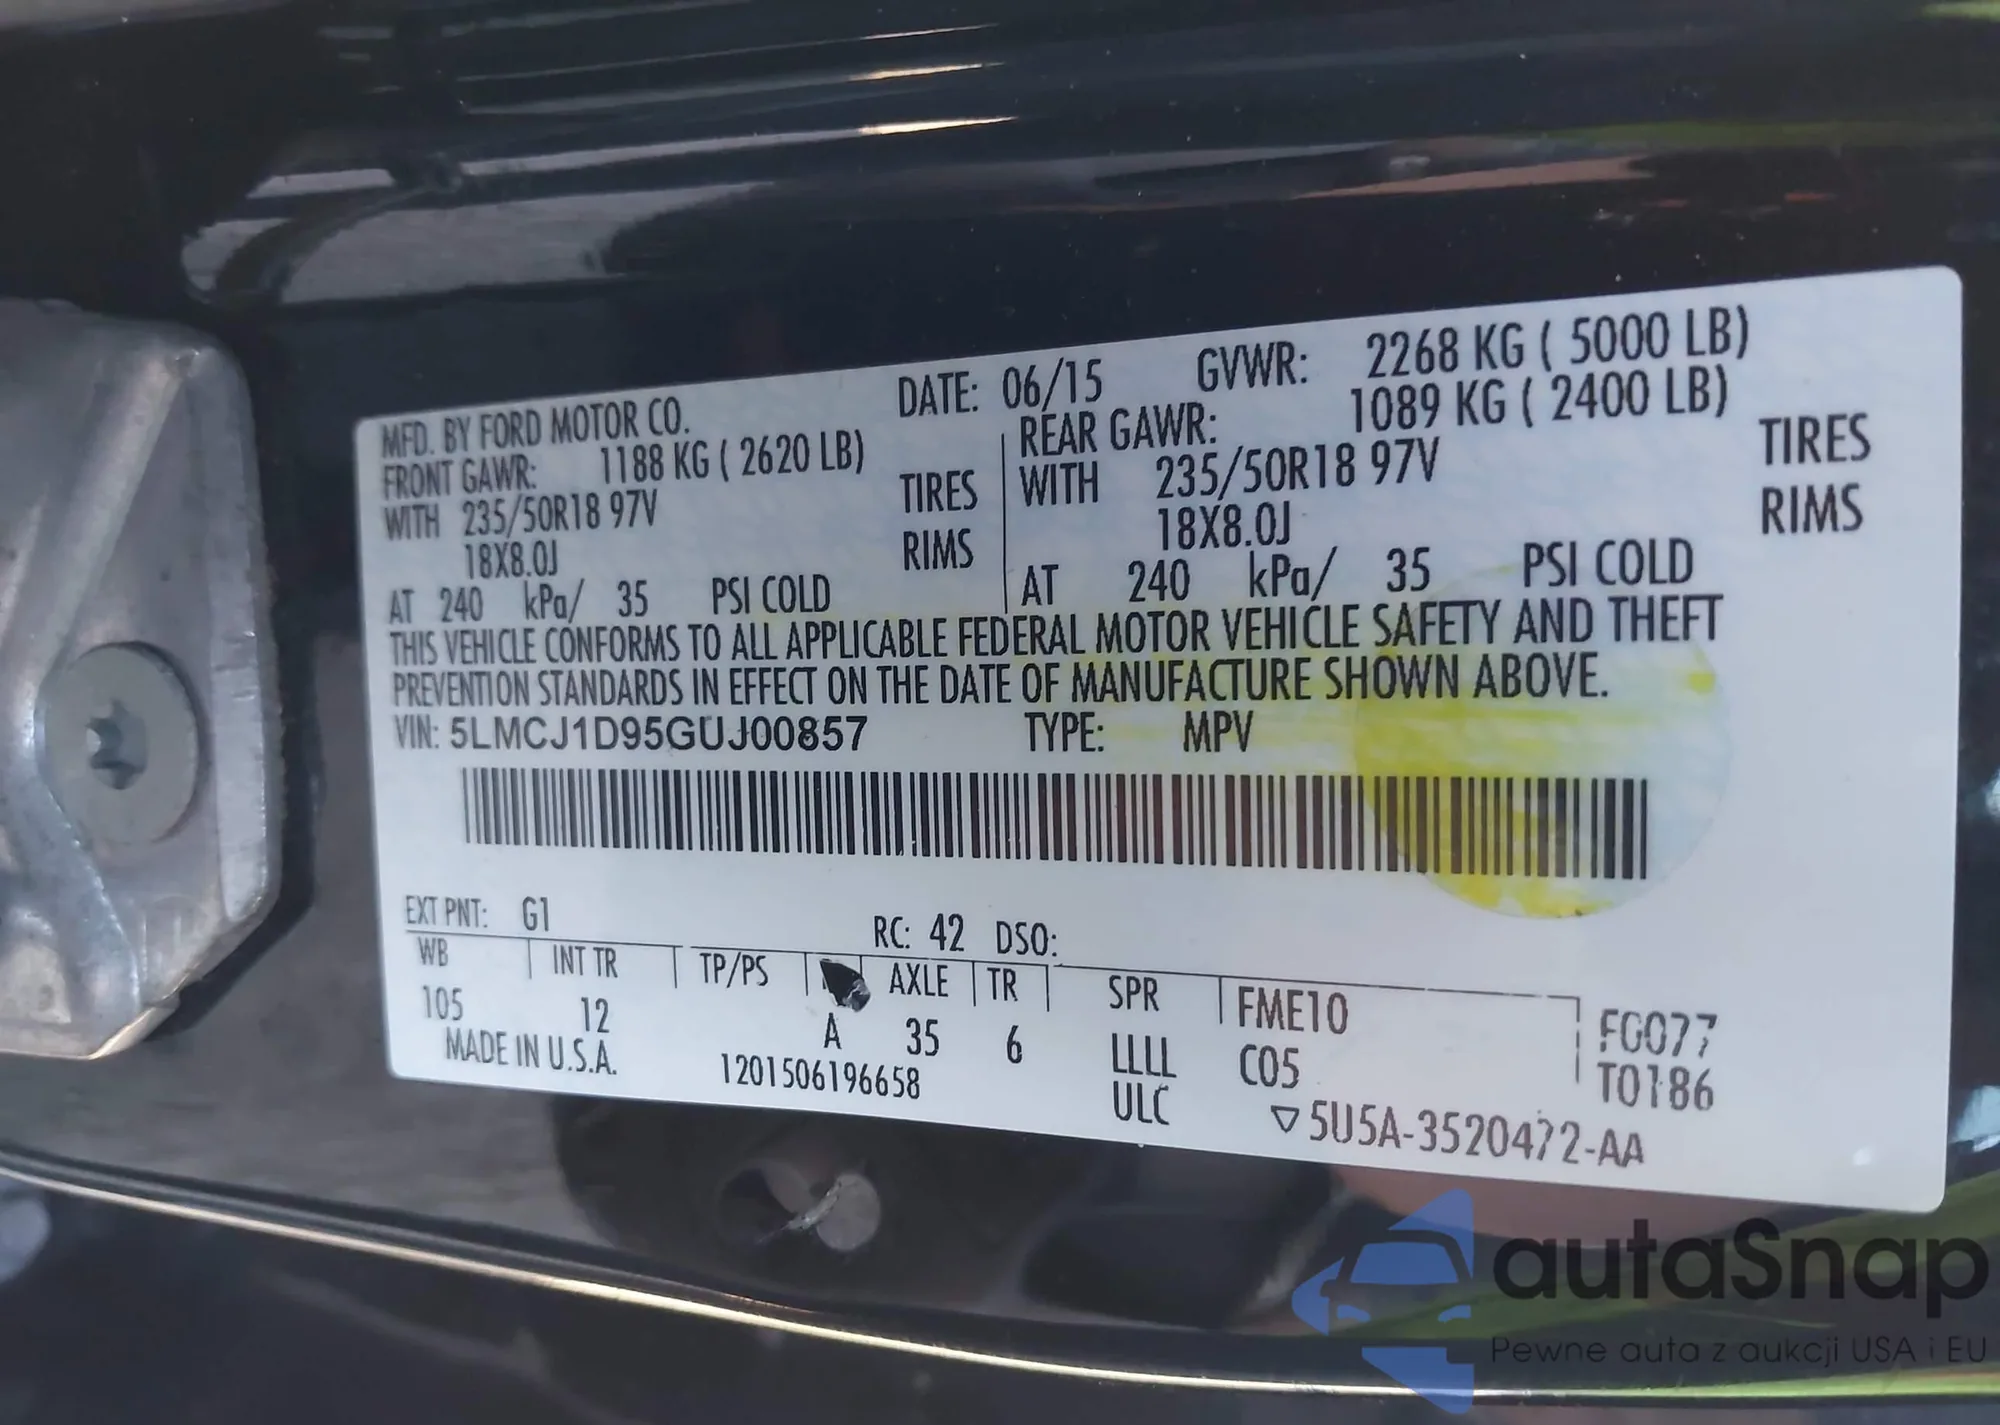 MFD. BY FORD MOTOR CO. DATE: 06/15 GVWR: 2268 KG ( 5000 LB)
FRONT GAWR: 1188 KG ( 2620 LB) REAR GAWR: 1089 KG ( 2400 LB)
WITH 235/50R18 97V TIRES WITH 235/50R18 97V TIRES
18X8.0J RIMS 18X8.0J RIMS
AT 240 kPa/ 35 PSI COLD AT 240 kPa/ 35 PSI COLD
THIS VEHICLE CONFORMS TO ALL APPLICABLE FEDERAL MOTOR VEHICLE SAFETY AND THEFT
PREVENTION STANDARDS IN EFFECT ON THE DATE OF MANUFACTURE SHOWN ABOVE.
VIN: 5LMCJ1D95GUJ00857 TYPE: MPV
EXT PNT: G1 RC: 42 DSO:
WB INT TR TP/PS AXLE TR SPR FME10 FG077
105 12 A 35 6 LLLL C05 T0186
MADE IN U.S.A. 1201506196658 ULC ▽5U5A-3520472-AA
autaSnap
Pewne auta z aukcji USA i EU